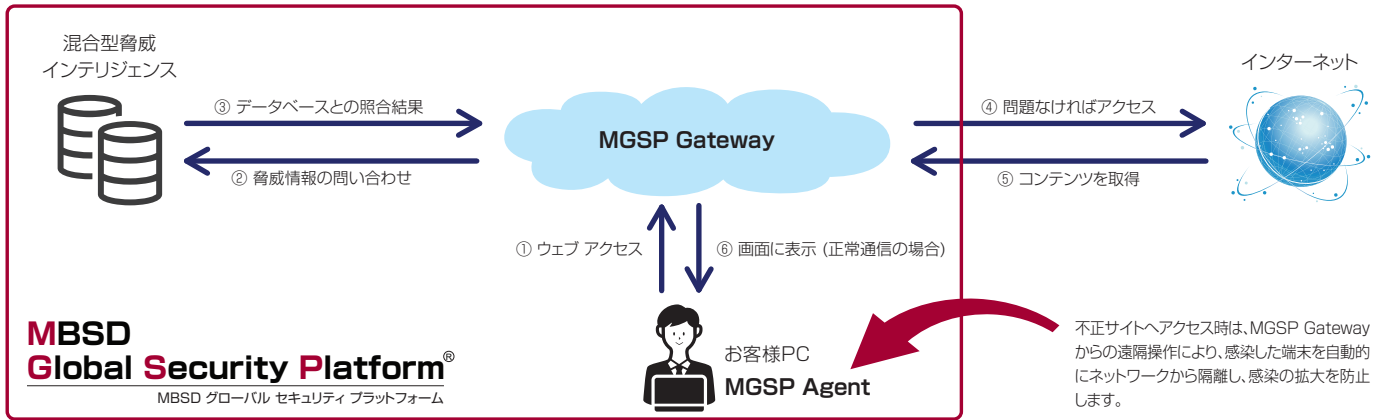 混合型脅威
インテリジェンス
③ データベースとの照合結果
② 脅威情報の問い合わせ
MGSP Gateway
④ 問題なければアクセス
⑤ コンテンツを取得
インターネット
① ウェブ アクセス
⑥ 画面に表示 (正常通信の場合)
お客様PC
MGSP Agent
MBSD
Global Security Platform®
MBSD グローバル セキュリティ プラットフォーム
不正サイトへアクセス時は、MGSP Gateway
からの遠隔操作により、感染した端末を自動的
にネットワークから隔離し、感染の拡大を防止
します。